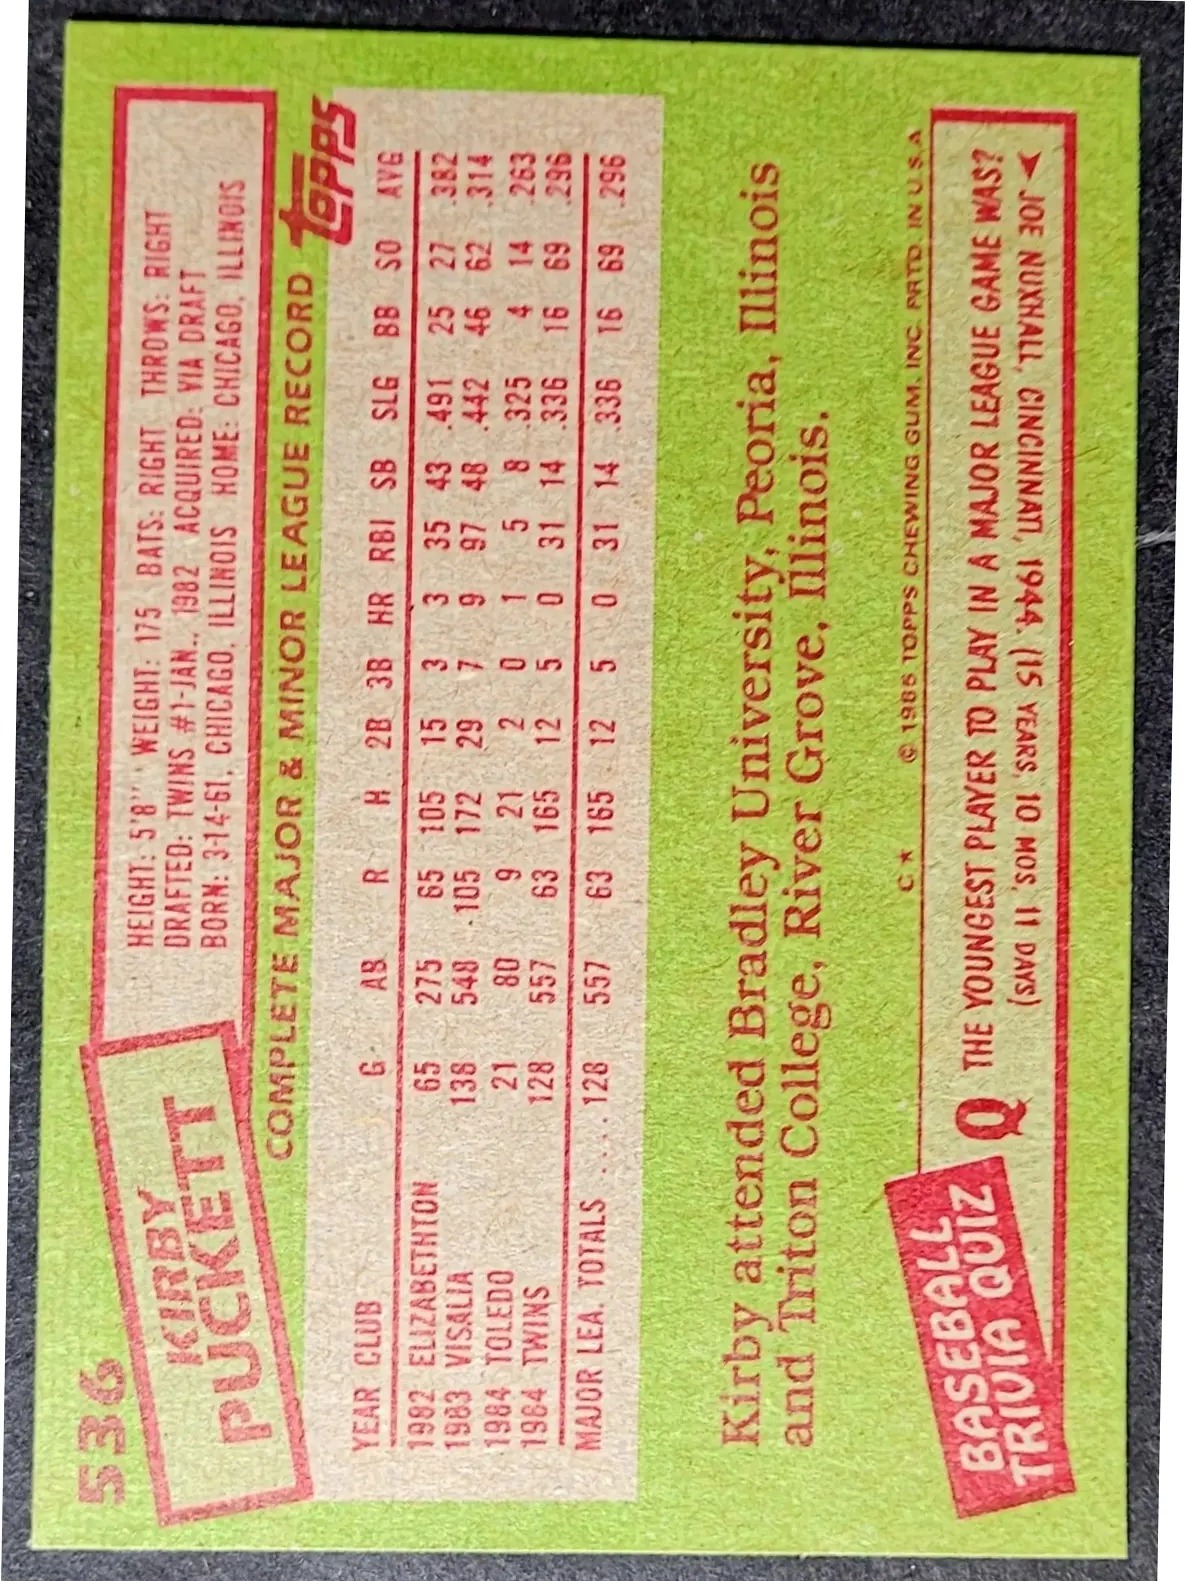 536
KIRBY
PUCKETT
HEIGHT: 5'8" WEIGHT: 175 BATS: RIGHT THROWS: RIGHT
DRAFTED: TWINS #1-JAN., 1982 ACQUIRED: VIA DRAFT
BORN: 3-14-61, CHICAGO, ILLINOIS HOME: CHICAGO, ILLINOIS
COMPLETE MAJOR & MINOR LEAGUE RECORD
topps
YEAR CLUB G AB R H 2B 3B HR RBI SB SLG BB SO AVG
1982 ELIZABETHTON 65 275 65 105 15 3 3 35 43 .491 25 27 .382
1983 VISALIA 138 548 105 172 29 7 9 97 48 .442 46 62 .314
1984 TOLEDO 21 80 9 21 2 0 1 5 8 .325 4 14 .263
1984 TWINS 128 557 63 165 12 5 0 31 14 .336 16 69 .296
MAJOR LEA. TOTALS .... 128 557 63 165 12 5 0 31 14 .336 16 69 .296
Kirby attended Bradley University, Peoria, Illinois
and Triton College, River Grove, Illinois.
C* © 1985 TOPPS CHEWING GUM, INC. PRTD. IN U.S.A.
BASEBALL
TRIVIA QUIZ
Q THE YOUNGEST PLAYER TO PLAY IN A MAJOR LEAGUE GAME WAS?
JOE NUXHALL, CINCINNATI, 1944. (15 YEARS, 10 MOS, 11 DAYS)